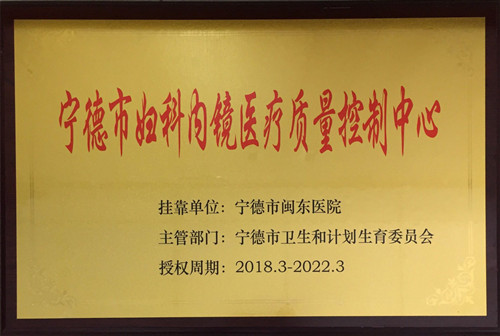 宁德市妇科内镜医疗质量控制中心
挂靠单位：宁德市闽东医院
主管部门：宁德市卫生和计划生育委员会
授权周期：2018.3-2022.3